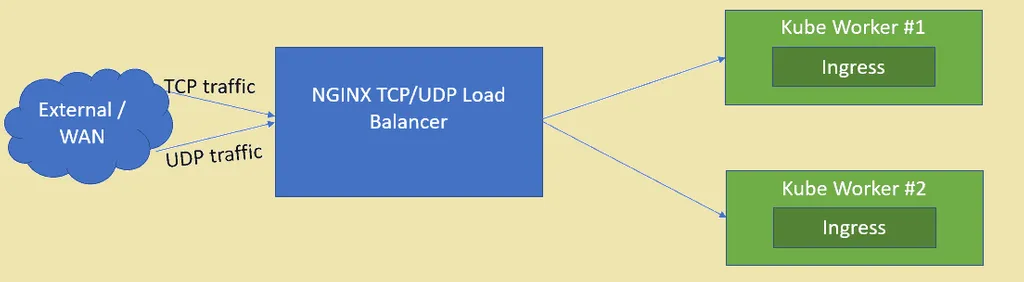 External /
WAN
TCP traffic
UDP traffic
NGINX TCP/UDP Load
Balancer
Kube Worker #1
Ingress
Kube Worker #2
Ingress